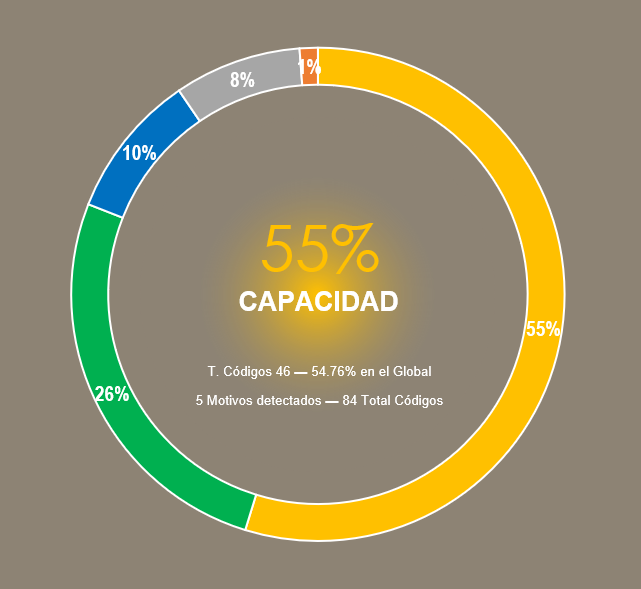 1%
8%
10%
55%
CAPACIDAD
55%
T. Códigos 46 — 54.76% en el Global
26%
5 Motivos detectados — 84 Total Códigos